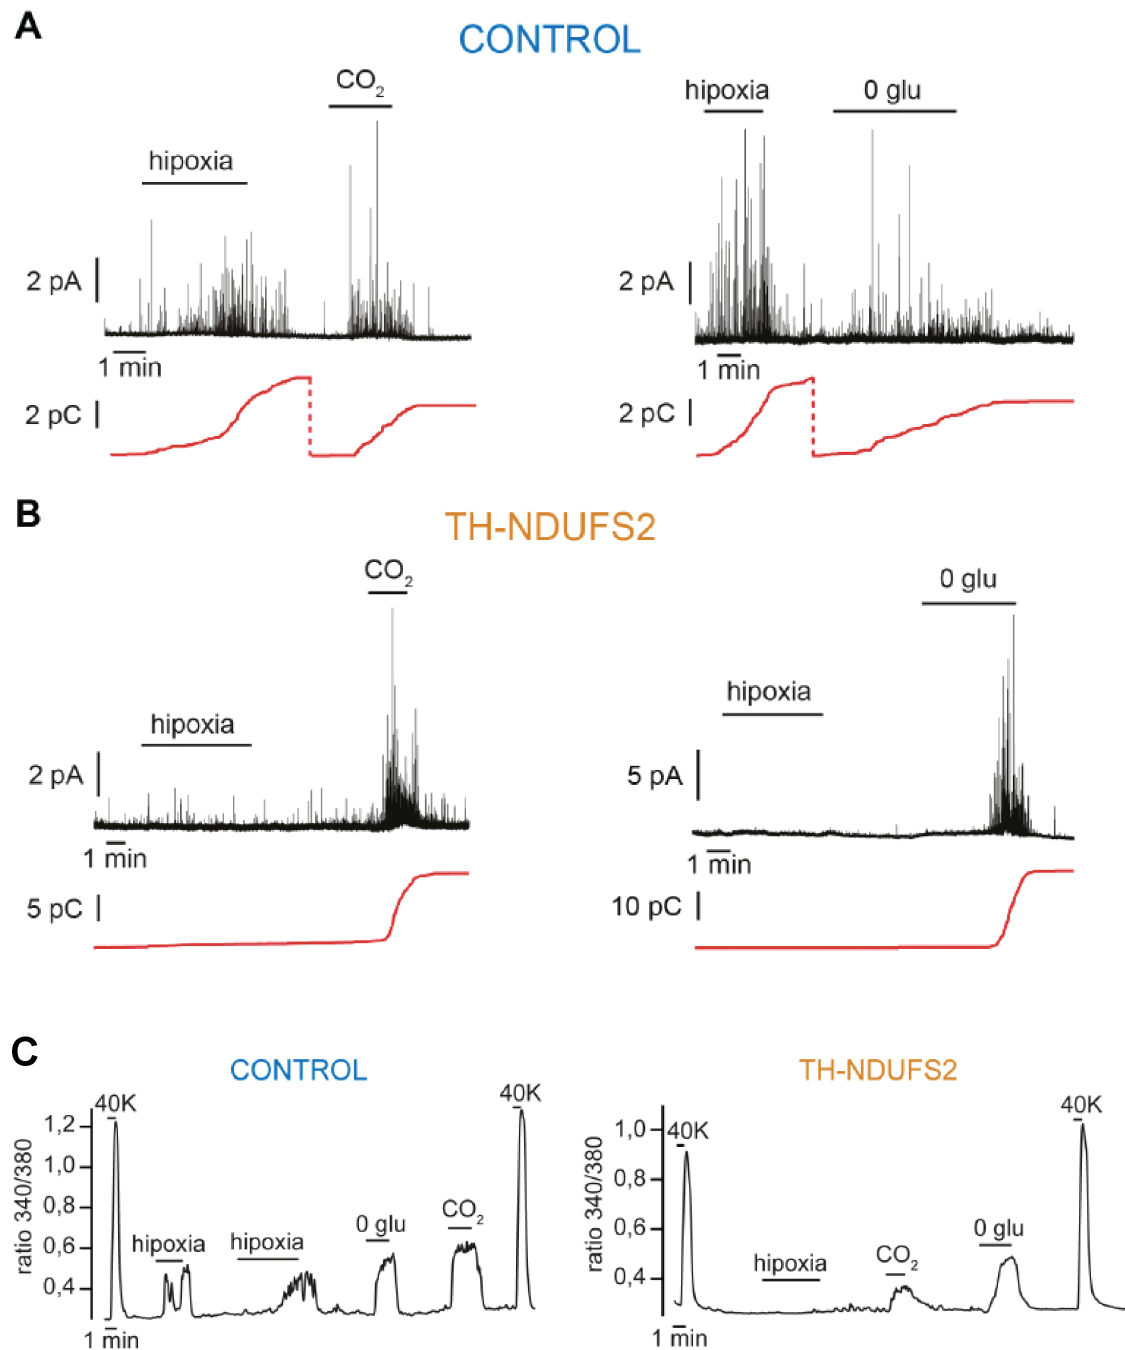 A
CONTROL
CO2
hipoxia
2 pA
1 min
2 pC
hipoxia
0 glu
2 pA
1 min
2 pC
B
TH-NDUFS2
CO2
hipoxia
2 pA
1 min
5 pC
0 glu
hipoxia
5 pA
1 min
10 pC
C
CONTROL
ratio 340/380
1,2
1,0
0,8
0,6
0,4
40K
hipoxia
hipoxia
0 glu
CO2
40K
1 min
TH-NDUFS2
ratio 340/380
1,0
0,8
0,6
0,4
40K
hipoxia
CO2
0 glu
40K
1 min